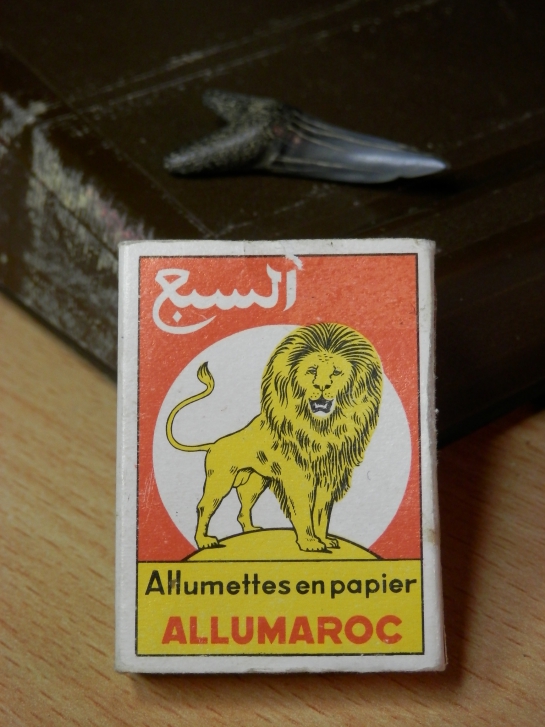 السبع
Allumettes en papier
ALLUMAROC